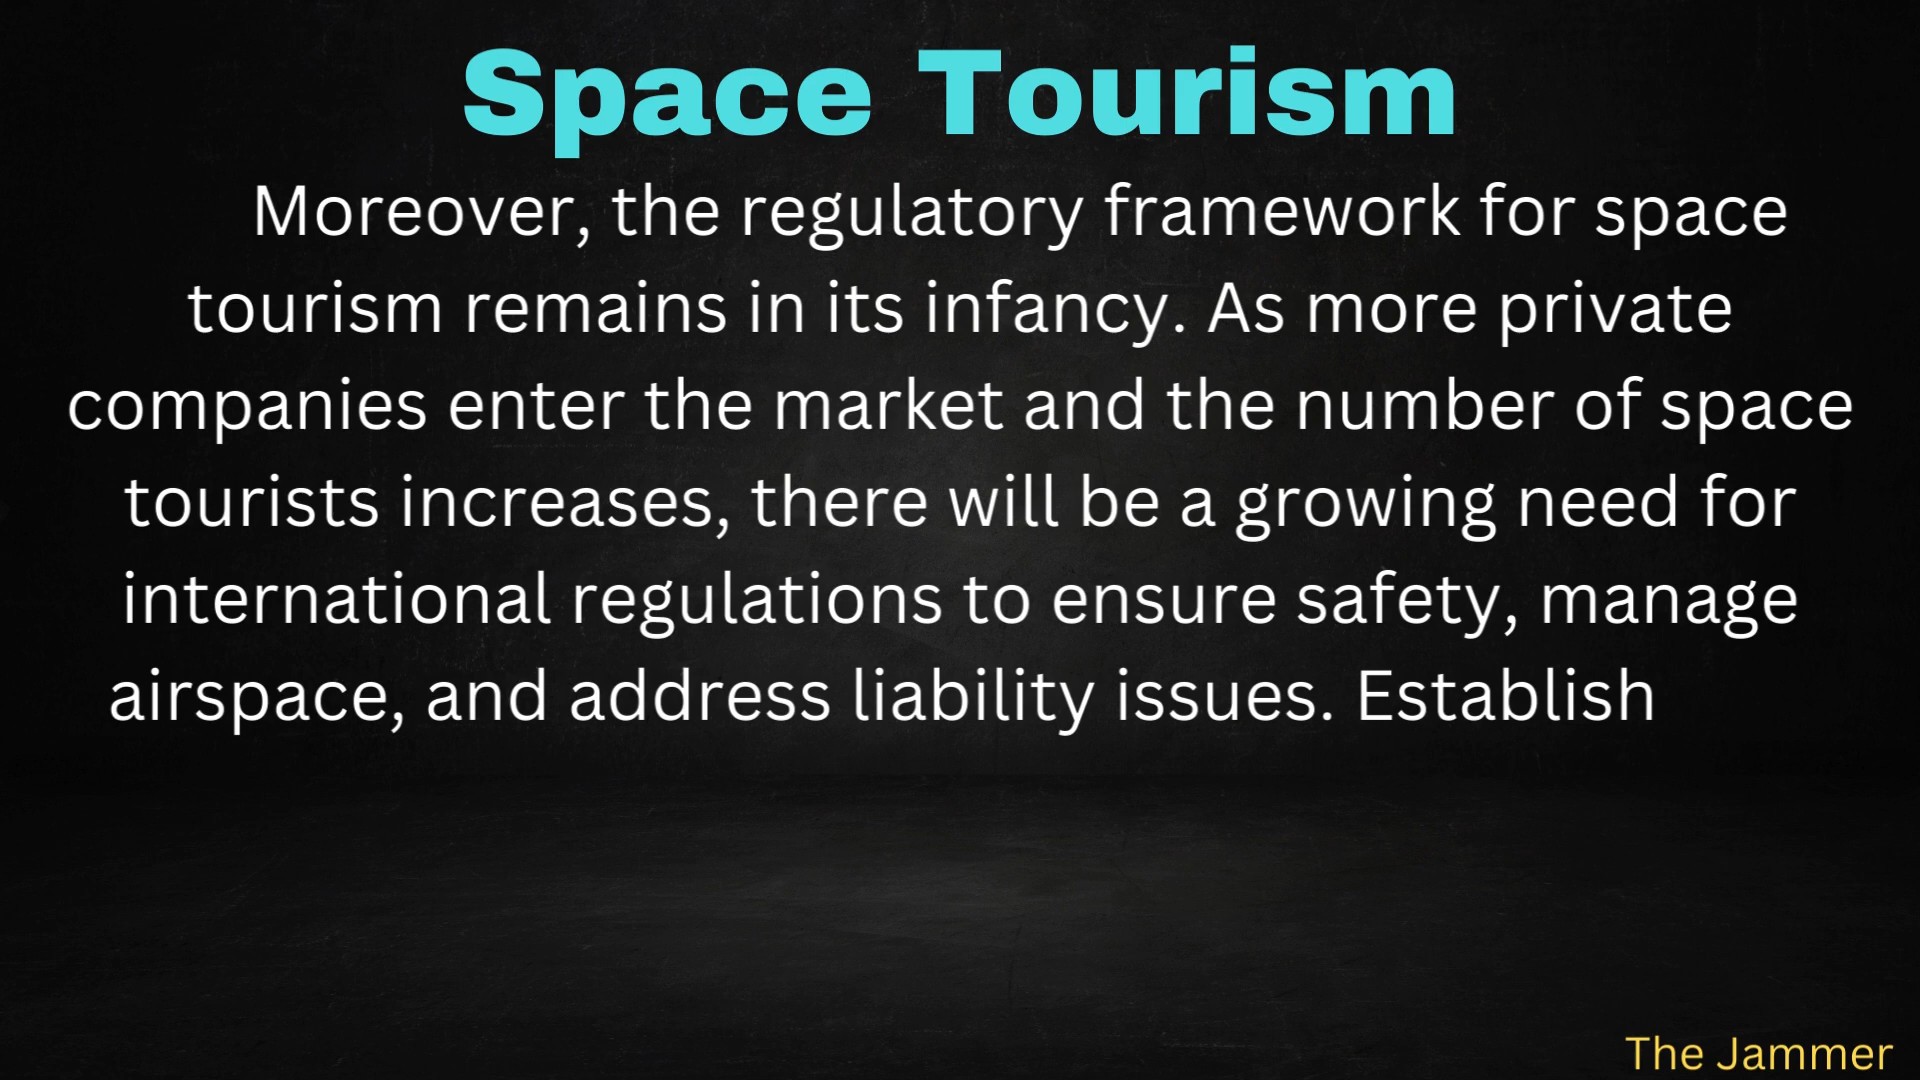 Space Tourism
Moreover, the regulatory framework for space
tourism remains in its infancy. As more private
companies enter the market and the number of space
tourists increases, there will be a growing need for
international regulations to ensure safety, manage
airspace, and address liability issues. Establish
The Jammer